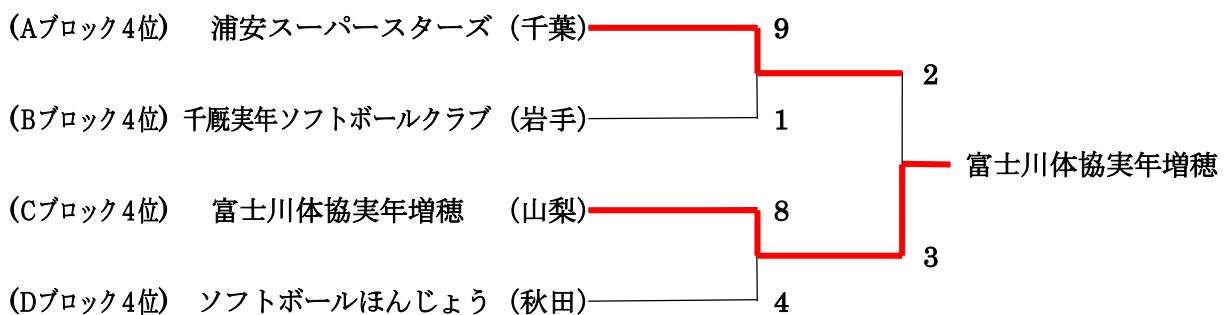 (Aブロック4位) 浦安スーパースターズ (千葉) 9
2
(Bブロック4位) 千厩実年ソフトボールクラブ (岩手) 1
富士川体協実年増穂
(Cブロック4位) 富士川体協実年増穂 (山梨) 8
3
(Dブロック4位) ソフトボールほんじょう (秋田) 4